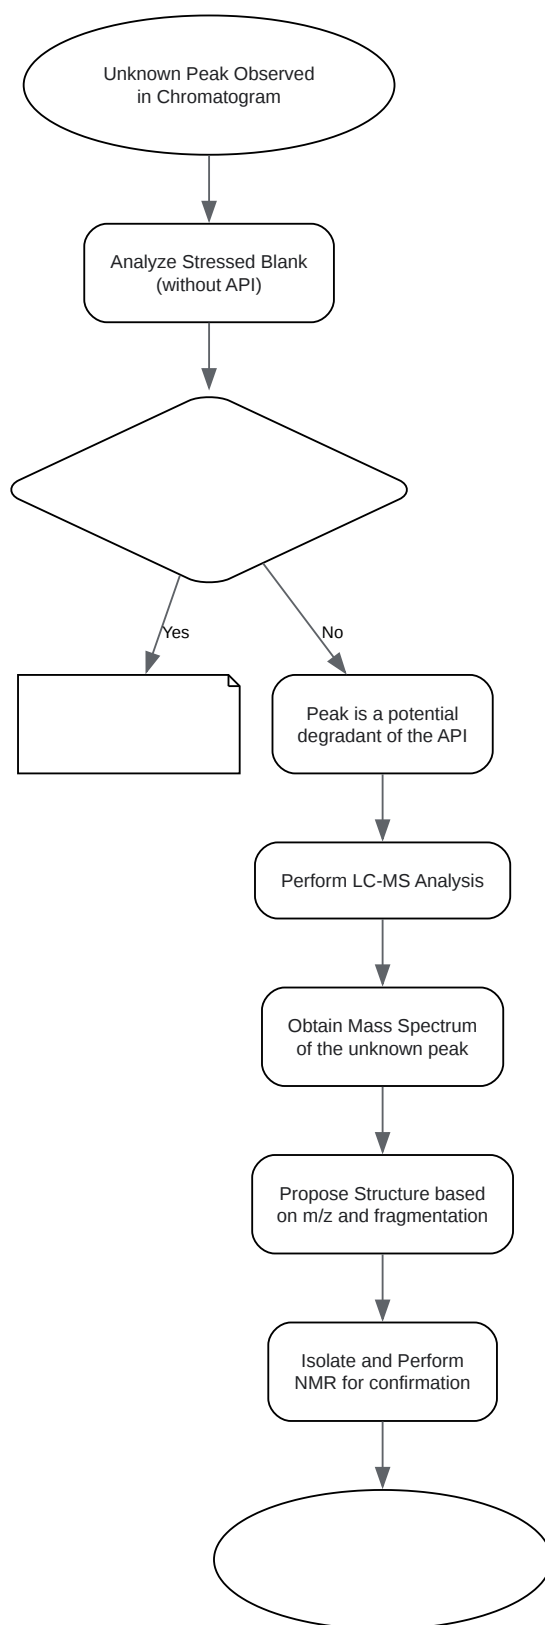 Unknown Peak Observed
in Chromatogram
Analyze Stressed Blank
(without API)
Yes
No
Peak is a potential
degradant of the API
Perform LC-MS Analysis
Obtain Mass Spectrum
of the unknown peak
Propose Structure based
on m/z and fragmentation
Isolate and Perform
NMR for confirmation